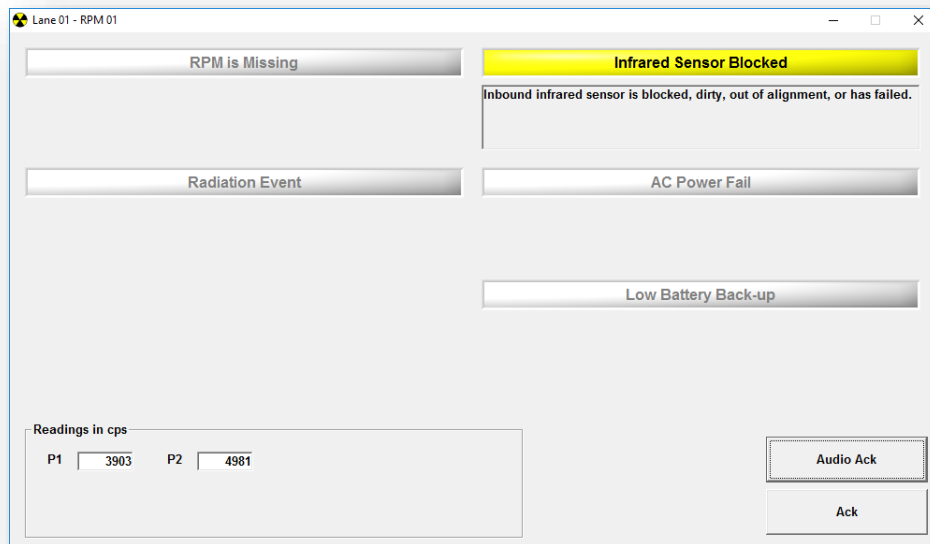 Lane 01 - RPM 01
RPM is Missing
Infrared Sensor Blocked
Inbound infrared sensor is blocked, dirty, out of alignment, or has failed.
Radiation Event
AC Power Fail
Low Battery Back-up
Readings in cps
P1 3903 P2 4981
Audio Ack
Ack